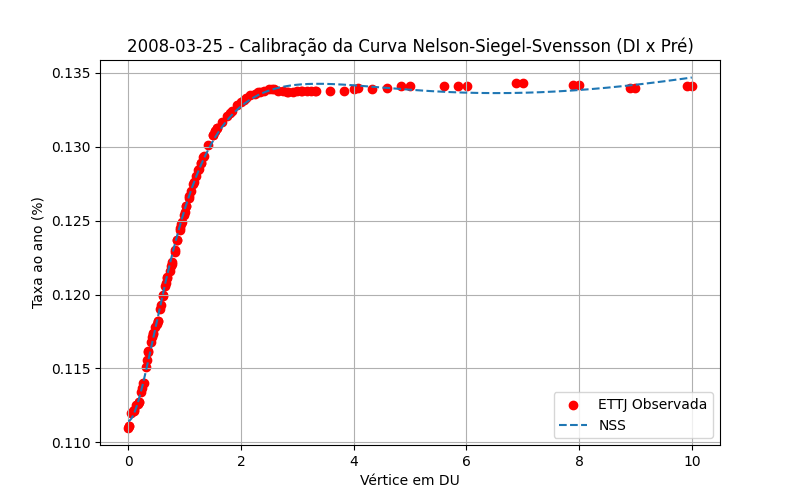 2008-03-25 - Calibração da Curva Nelson-Siegel-Svensson (DI x Pré)
0.135
0.130
0.125
0.120
0.115
0.110
Taxa ao ano (%)
0 2 4 6 8 10
Vértice em DU
ETTJ Observada
NSS